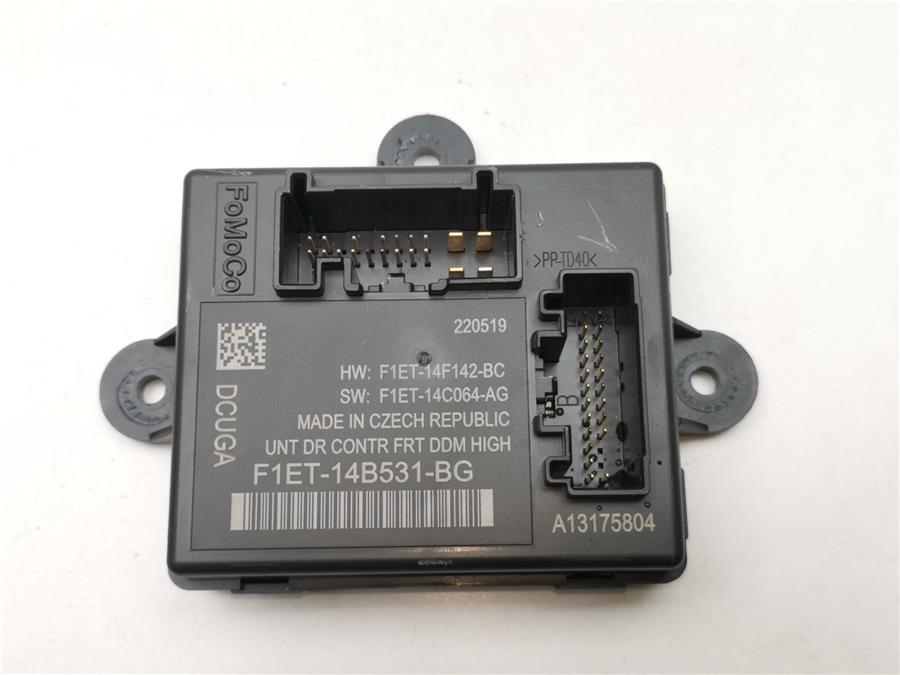 FoMoCo
>PP-TD40<
220519
HW: F1ET-14F142-BC
SW: F1ET-14C064-AG
MADE IN CZECH REPUBLIC
UNT DR CONTR FRT DDM HIGH
F1ET-14B531-BG
DCUGA
B
A13175804